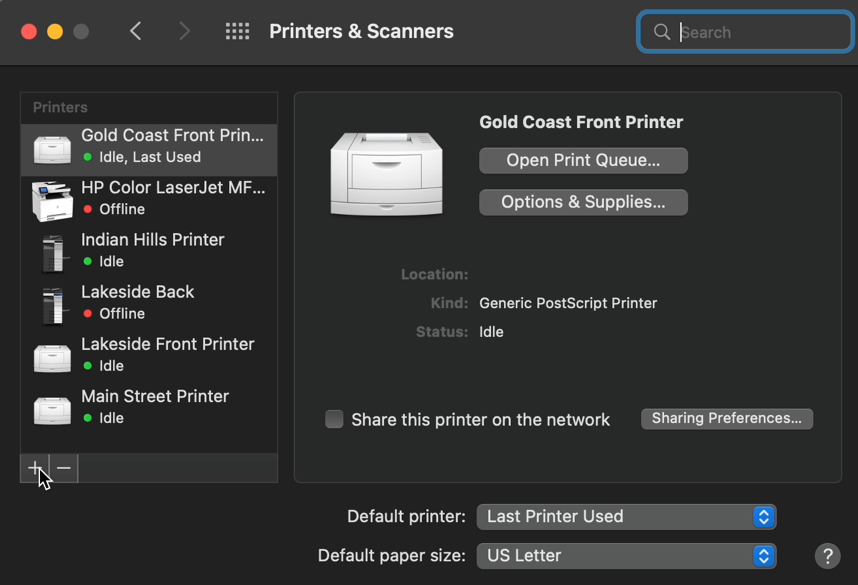 Printers & Scanners
Search
Printers
Gold Coast Front Prin...
Idle, Last Used
HP Color LaserJet MF...
Offline
Indian Hills Printer
Idle
Lakeside Back
Offline
Lakeside Front Printer
Idle
Main Street Printer
Idle
+ −
Gold Coast Front Printer
Open Print Queue...
Options & Supplies...
Location:
Kind: Generic PostScript Printer
Status: Idle
Share this printer on the network
Sharing Preferences...
Default printer: Last Printer Used
Default paper size: US Letter
?